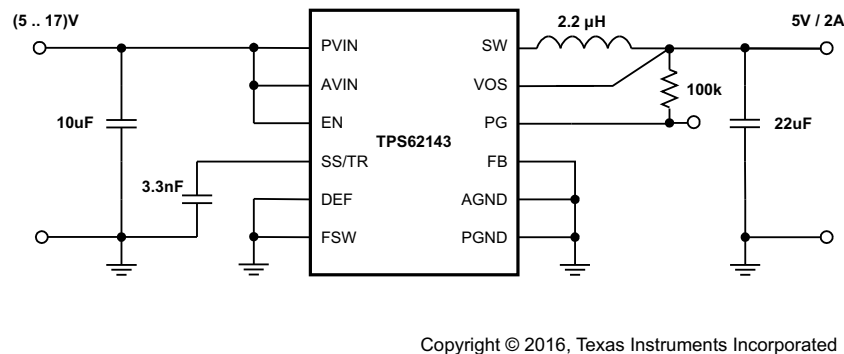 (5 .. 17)V
2.2 µH
5V / 2A
PVIN
SW
AVIN
VOS
100k
10uF
EN
PG
22uF
TPS62143
SS/TR
FB
3.3nF
DEF
AGND
FSW
PGND
Copyright © 2016, Texas Instruments Incorporated